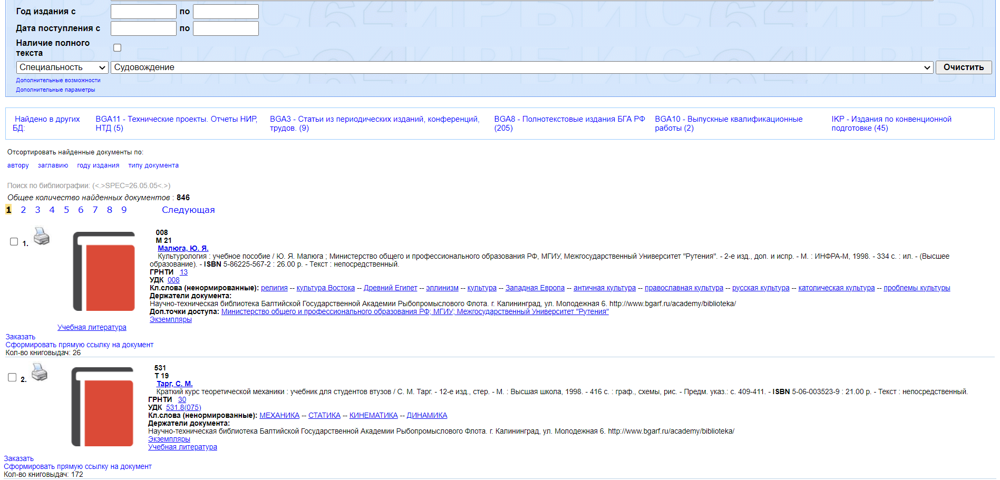 Год издания с по
Дата поступления с по
Наличие полного
текста
Специальность Судовождение Очистить
Дополнительные возможности
Дополнительные параметры
Найдено в других
БД:
BGA11 - Технические проекты. Отчеты НИР,
НТД (5)
BGA3 - Статьи из периодических изданий, конференций,
трудов. (9)
BGA8 - Полнотекстовые издания БГА РФ
(205)
BGA10 - Выпускные квалификационные
работы (2)
IKP - Издания по конвенционной
подготовке (45)
Отсортировать найденные документы по:
автору заглавию году издания типу документа
Поиск по библиографии: (<.>SPEC=26.05.05<.>)
Общее количество найденных документов : 846
1 2 3 4 5 6 7 8 9 Следующая
1.
008
М 21
Малюга, Ю. Я.
Культурология : учебное пособие / Ю. Я. Малюга ; Министерство общего и профессионального образования РФ, МГИУ, Межгосударственный Университет "Рутения". - 2-е изд., доп. и испр. - М. : ИНФРА-М, 1998. - 334 с. : ил. - (Высшее
образование). - ISBN 5-86225-567-2 : 26.00 р. - Текст : непосредственный.
ГРНТИ 13
УДК 008
Кл.слова (ненормированные): религия -- культура Востока -- Древний Египет -- эллинизм -- культура -- Западная Европа -- античная культура -- православная культура -- русская культура -- католическая культура -- проблемы культуры
Держатели документа:
Научно-техническая библиотека Балтийской Государственной Академии Рыбопромыслового Флота. г. Калининград, ул. Молодежная 6. http://www.bgarf.ru/academy/biblioteka/
Доп.точки доступа: Министерство общего и профессионального образования РФ; МГИУ; Межгосударственный Университет "Рутения"
Экземпляры
Учебная литература
Заказать
Сформировать прямую ссылку на документ
Кол-во книговыдач: 26
2.
531
Т 19
Тарг, С. М.
Краткий курс теоретической механики : учебник для студентов втузов / С. М. Тарг. - 12-е изд., стер. - М. : Высшая школа, 1998. - 416 с. : граф., схемы, рис. - Предм. указ.: с. 409-411. - ISBN 5-06-003523-9 : 21.00 р. - Текст : непосредственный.
ГРНТИ 30
УДК 531.8(075)
Кл.слова (ненормированные): МЕХАНИКА -- СТАТИКА -- КИНЕМАТИКА -- ДИНАМИКА
Держатели документа:
Научно-техническая библиотека Балтийской Государственной Академии Рыбопромыслового Флота. г. Калининград, ул. Молодежная 6. http://www.bgarf.ru/academy/biblioteka/
Экземпляры
Учебная литература
Заказать
Сформировать прямую ссылку на документ
Кол-во книговыдач: 172